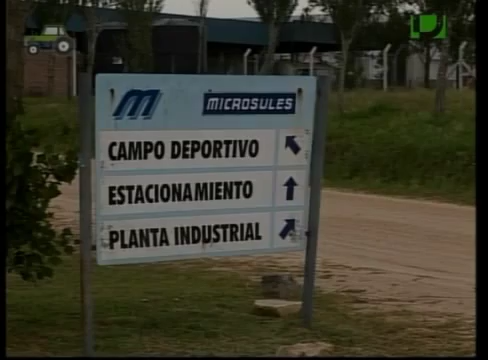 MICROSULES
CAMPO DEPORTIVO
ESTACIONAMIENTO
PLANTA INDUSTRIAL